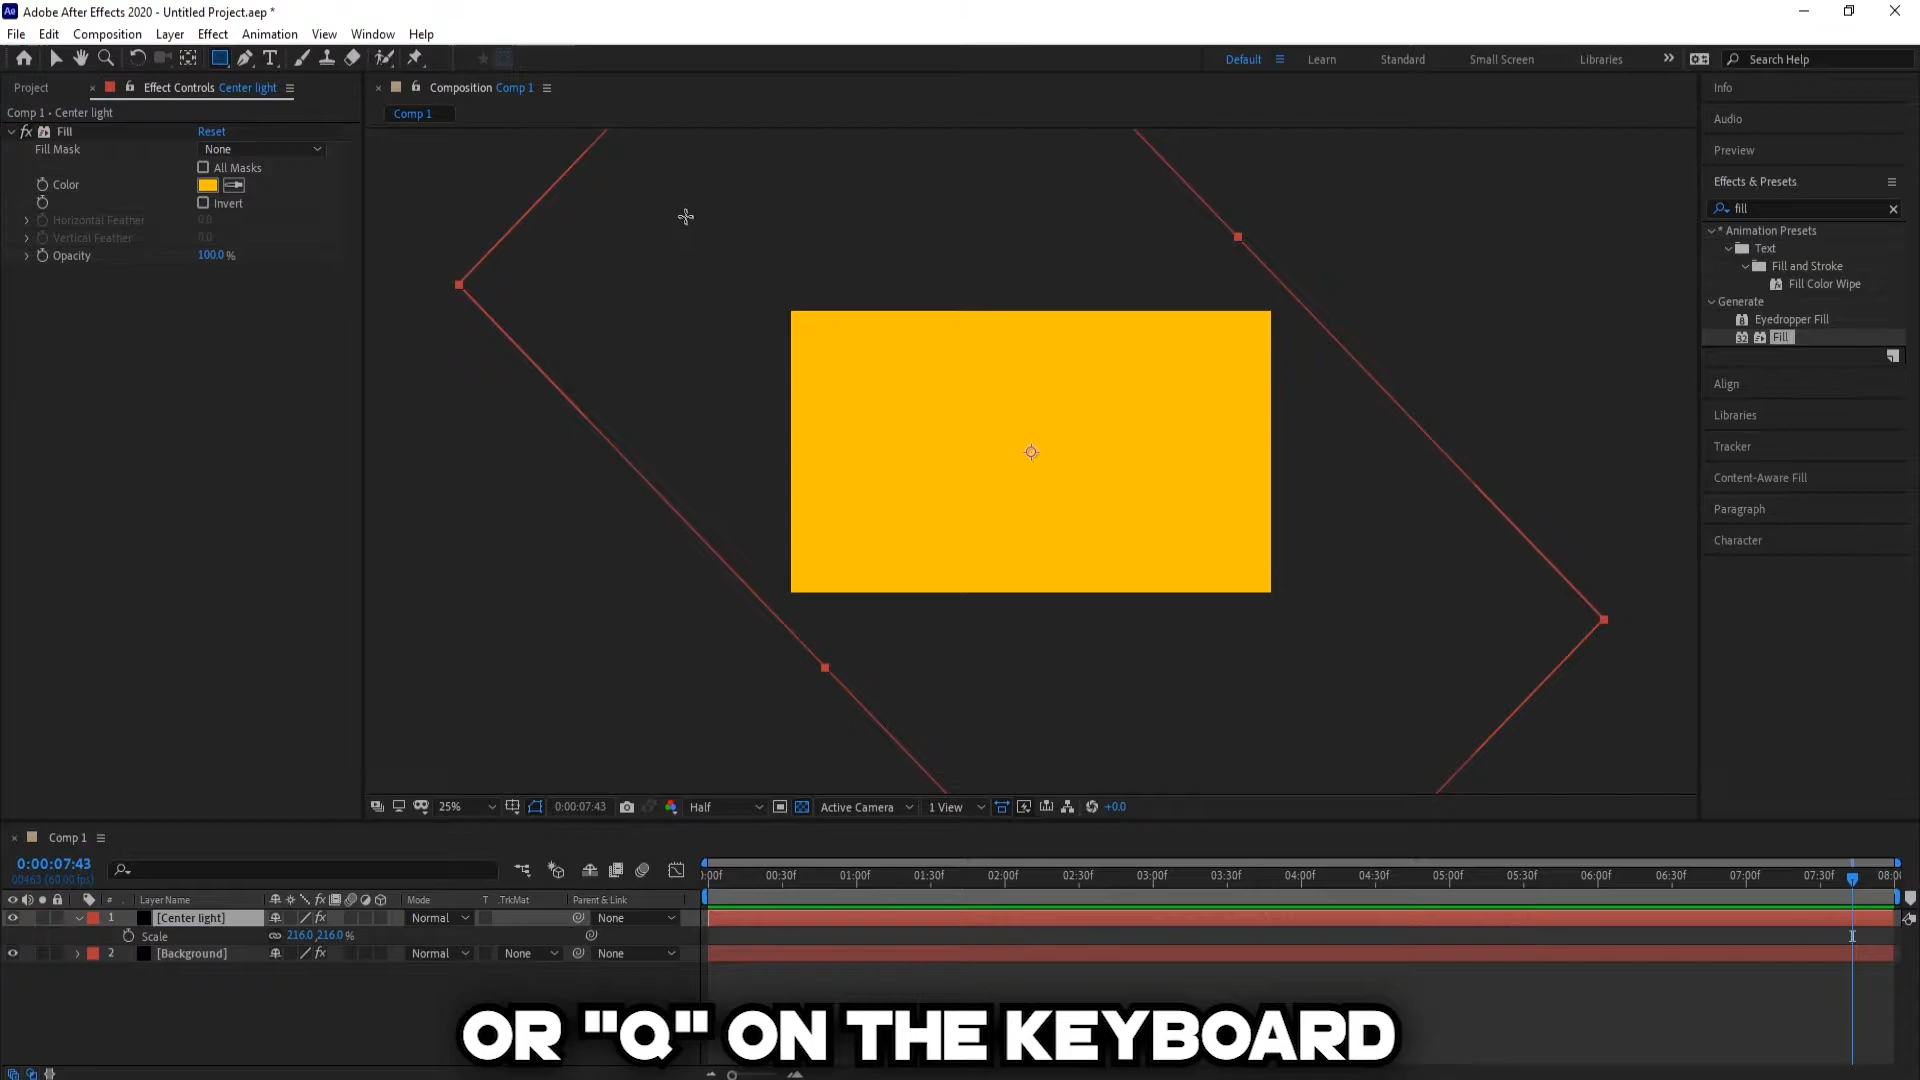 Ae Adobe After Effects 2020 - Untitled Project.aep *
File Edit Composition Layer Effect Animation View Window Help
Default Learn Standard Small Screen Libraries Search Help
Project Effect Controls Center light
Comp 1 • Center light
fx Fill Reset
Fill Mask None
All Masks
Color
Invert
Horizontal Feather 0.0
Vertical Feather 0.0
Opacity 100.0 %
Composition Comp 1
Comp 1
25% 0:00:07:43 Half Active Camera 1 View +0.0
Info
Audio
Preview
Effects & Presets
fill
* Animation Presets
Text
Fill and Stroke
Fill Color Wipe
Generate
Eyedropper Fill
32 Fill
Align
Libraries
Tracker
Content-Aware Fill
Paragraph
Character
Comp 1
0:00:07:43
00463 (60.00 fps)
:00f 00:30f 01:00f 01:30f 02:00f 02:30f 03:00f 03:30f 04:00f 04:30f 05:00f 05:30f 06:00f 06:30f 07:00f 07:30f 08:00
# Layer Name fx Mode T .TrkMat Parent & Link
1 [Center light] fx Normal None
Scale 216.0,216.0 %
2 [Background] fx Normal None None
OR "Q" ON THE KEYBOARD